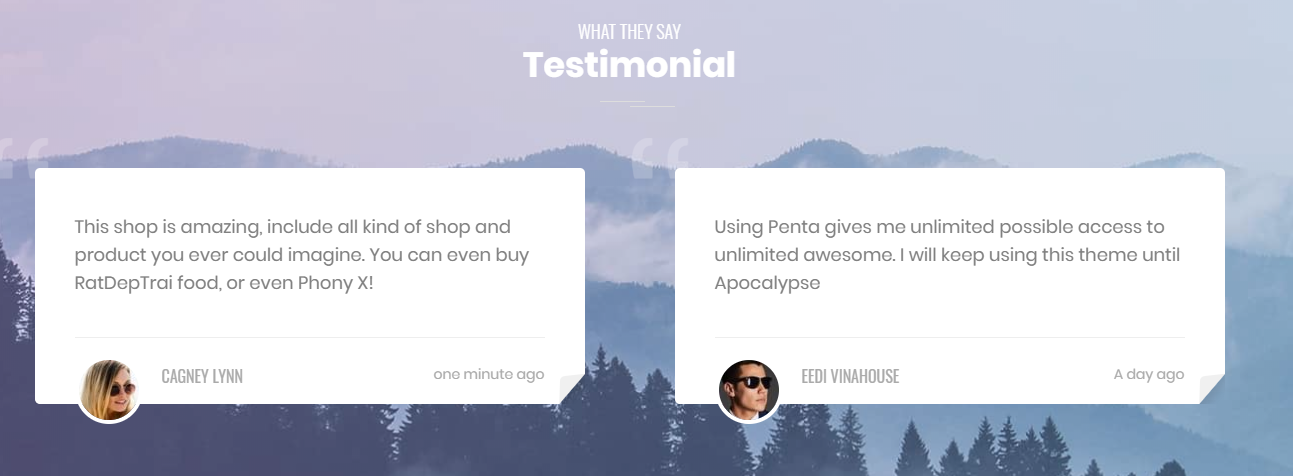 WHAT THEY SAY
Testimonial
This shop is amazing, include all kind of shop and
product you ever could imagine. You can even buy
RatDepTrai food, or even Phony X!
CAGNEY LYNN
one minute ago
Using Penta gives me unlimited possible access to
unlimited awesome. I will keep using this theme until
Apocalypse
EEDI VINAHOUSE
A day ago